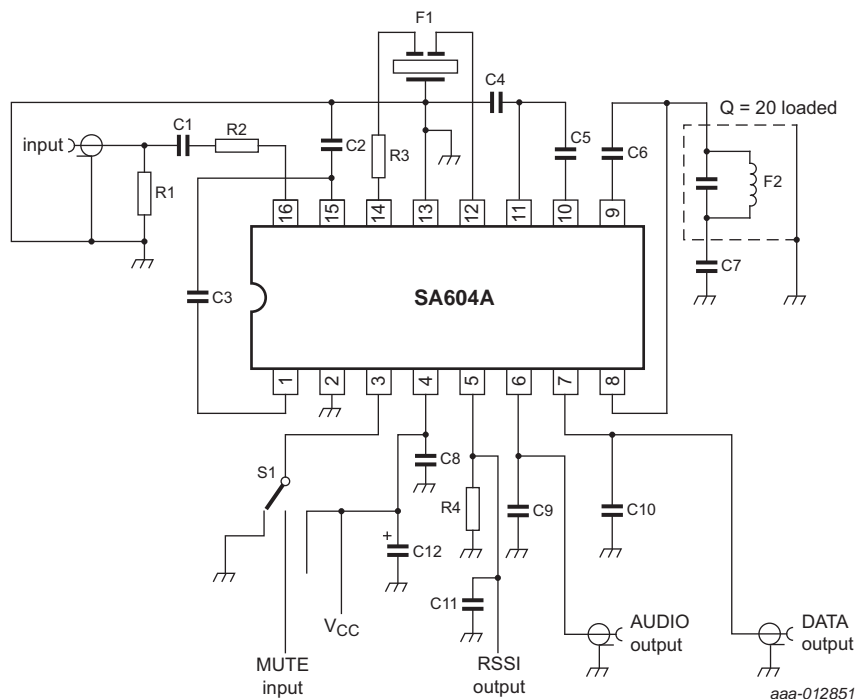 F1
C4
Q = 20 loaded
input
C1
R2
C2
R3
C5
C6
F2
R1
C7
16
15
14
13
12
11
10
9
C3
SA604A
1
2
3
4
5
6
7
8
S1
C8
R4
C9
C10
+
C12
C11
VCC
AUDIO
output
DATA
output
MUTE
input
RSSI
output
aaa-012851